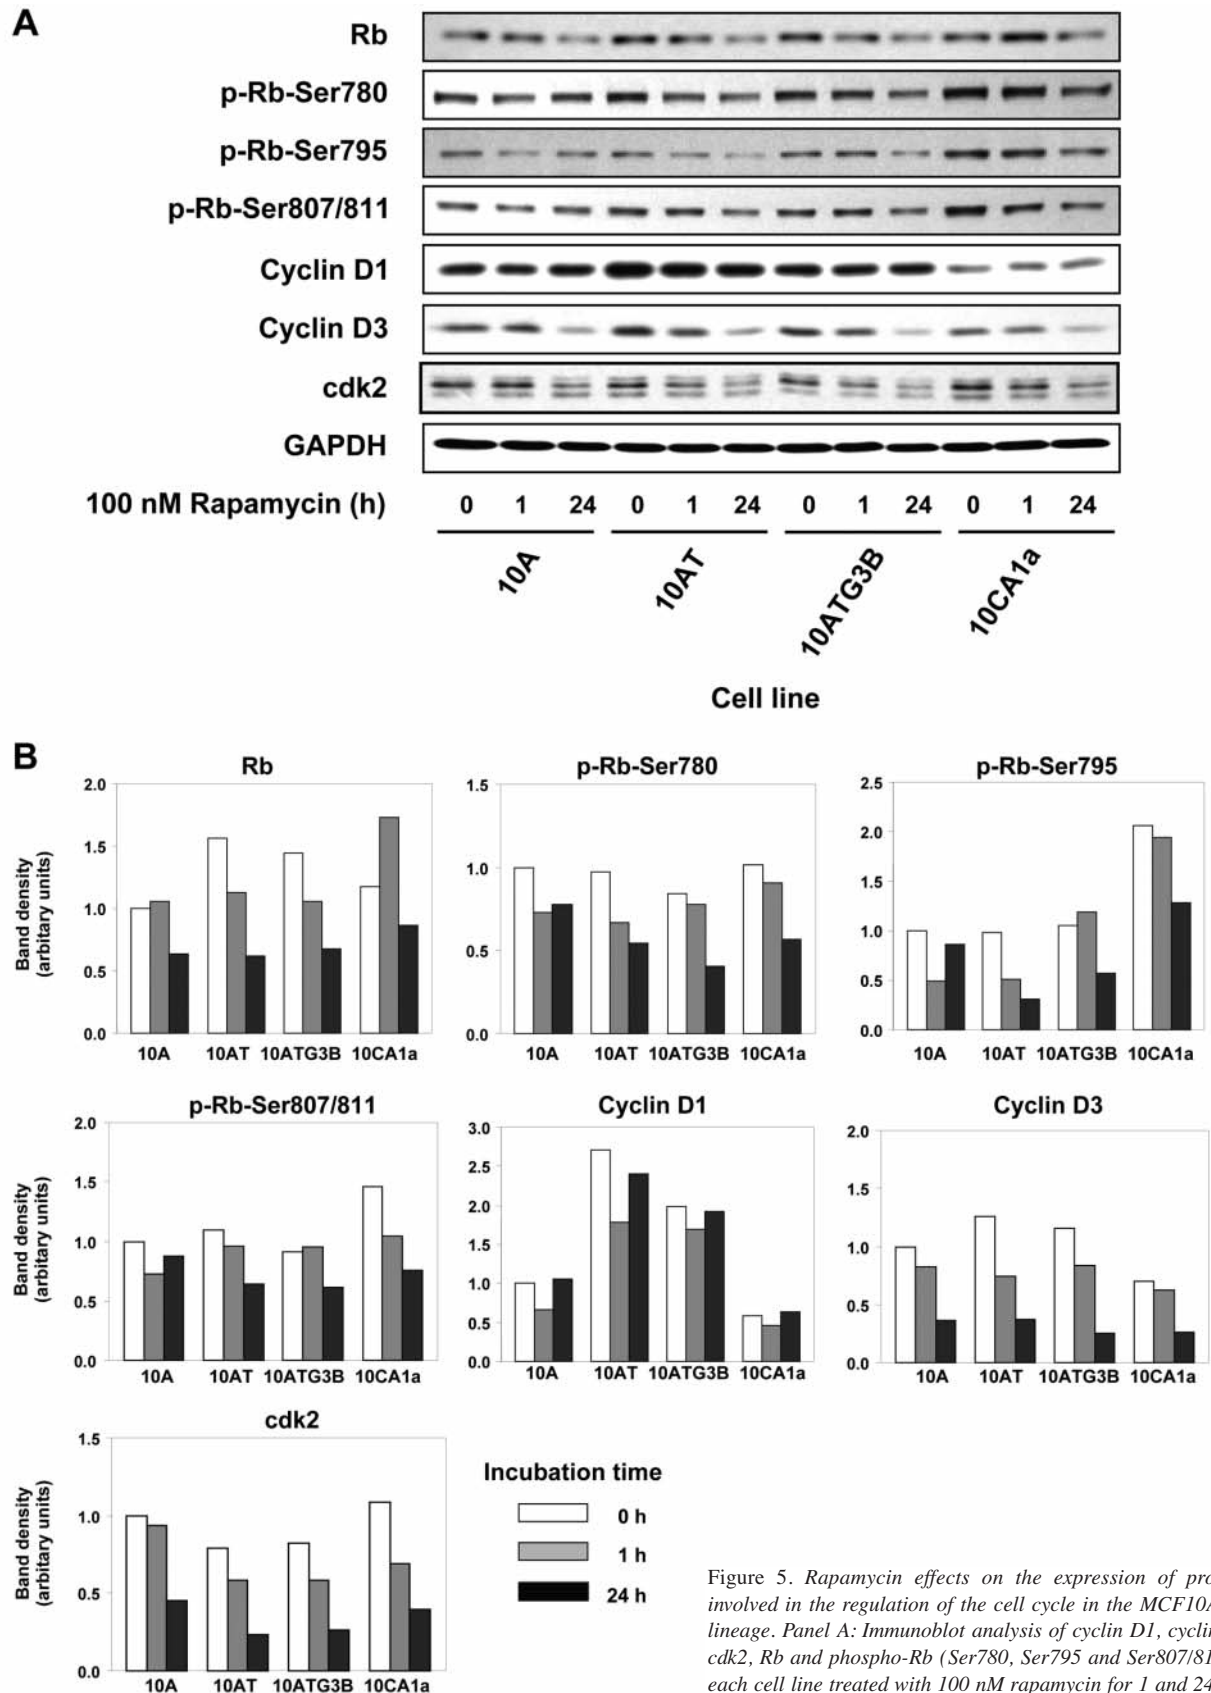 A
Rb
p-Rb-Ser780
p-Rb-Ser795
p-Rb-Ser807/811
Cyclin D1
Cyclin D3
cdk2
GAPDH
100 nM Rapamycin (h) 0 1 24 0 1 24 0 1 24 0 1 24
10A 10AT 10ATG3B 10CA1a
Cell line
B
Rb
Band density
(arbitary units)
2.0
1.5
1.0
0.5
0.0
10A 10AT 10ATG3B 10CA1a
p-Rb-Ser780
1.5
1.0
0.5
0.0
10A 10AT 10ATG3B 10CA1a
p-Rb-Ser795
2.5
2.0
1.5
1.0
0.5
0.0
10A 10AT 10ATG3B 10CA1a
p-Rb-Ser807/811
Band density
(arbitary units)
2.0
1.5
1.0
0.5
0.0
10A 10AT 10ATG3B 10CA1a
Cyclin D1
3.0
2.5
2.0
1.5
1.0
0.5
0.0
10A 10AT 10ATG3B 10CA1a
Cyclin D3
2.0
1.5
1.0
0.5
0.0
10A 10AT 10ATG3B 10CA1a
cdk2
Band density
(arbitary units)
1.5
1.0
0.5
0.0
10A 10AT 10ATG3B 10CA1a
Incubation time
0 h
1 h
24 h
Figure 5. Rapamycin effects on the expression of
involved in the regulation of the cell cycle in the
lineage. Panel A: Immunoblot analysis of cyclin D1,
cdk2, Rb and phospho-Rb (Ser780, Ser795 and
each cell line treated with 100 nM rapamycin for 1 and 24